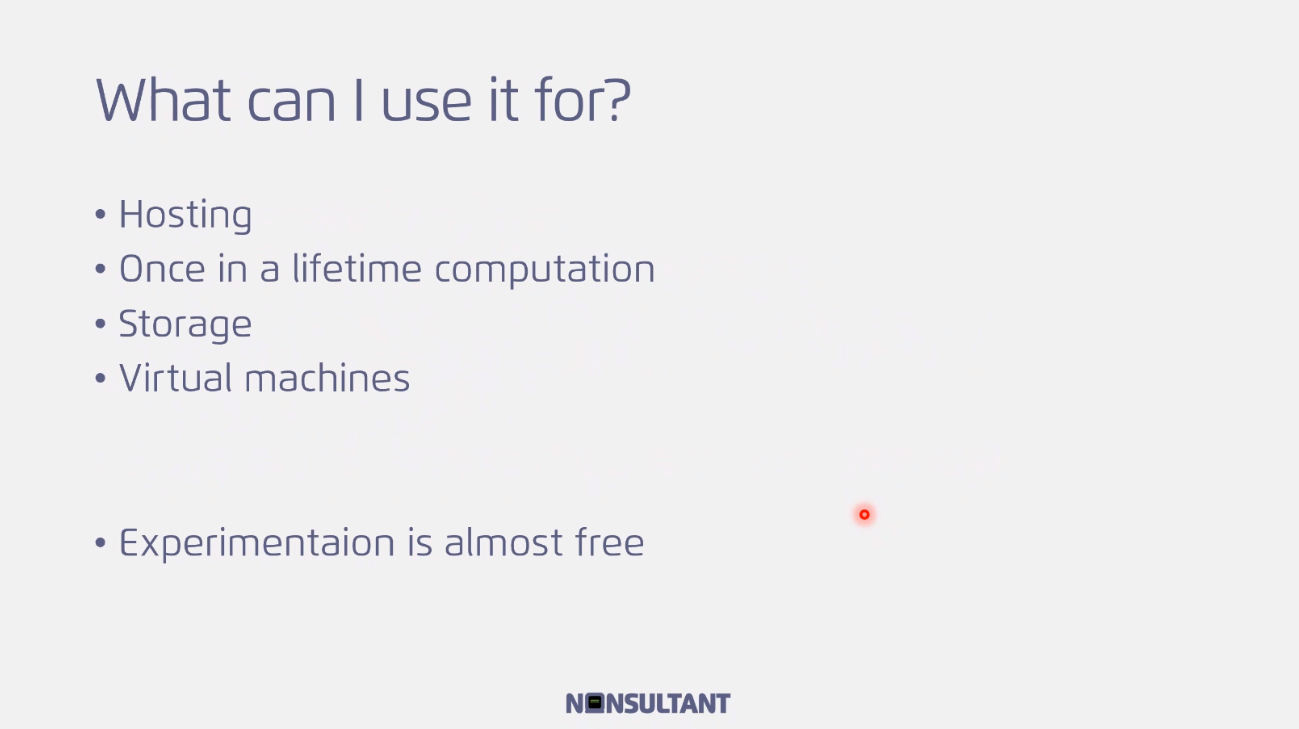 What can I use it for?
• Hosting
• Once in a lifetime computation
• Storage
• Virtual machines
• Experimentaion is almost free
NONSULTANT